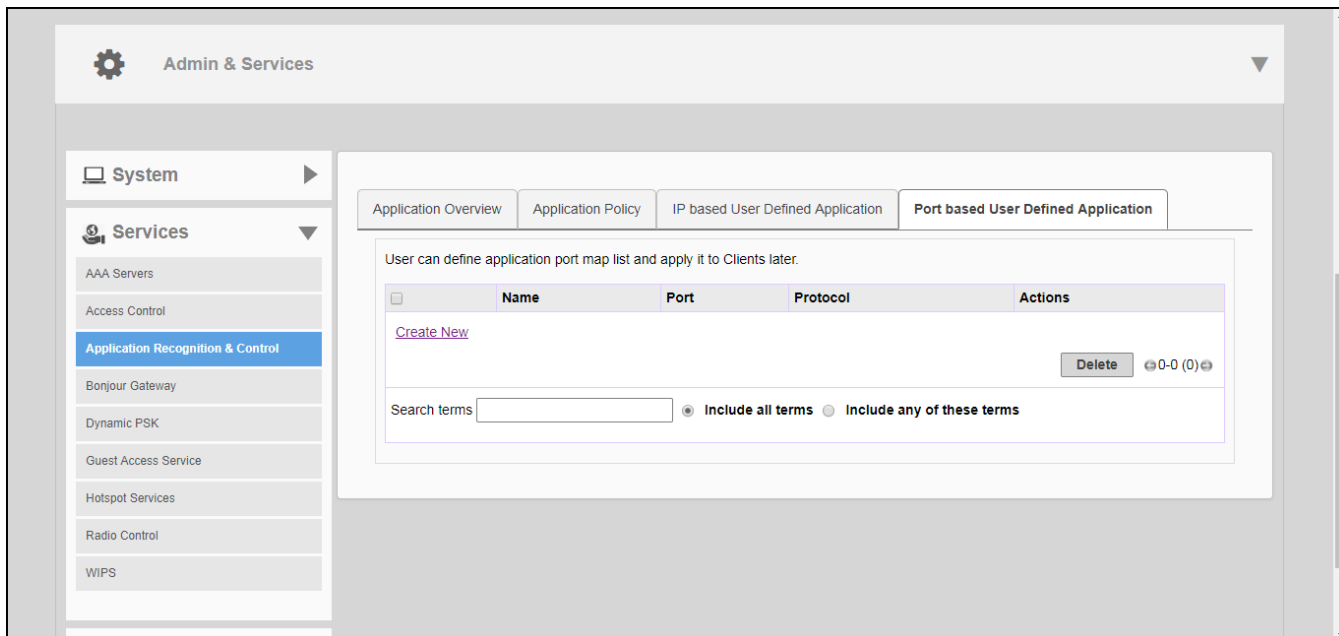 Admin & Services
System
Services
AAA Servers
Access Control
Application Recognition & Control
Bonjour Gateway
Dynamic PSK
Guest Access Service
Hotspot Services
Radio Control
WIPS
Application Overview Application Policy IP based User Defined Application Port based User Defined Application
User can define application port map list and apply it to Clients later.
Name Port Protocol Actions
Create New
Delete 0-0 (0)
Search terms Include all terms Include any of these terms